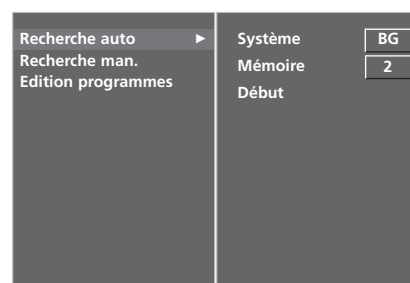 Recherche auto ►
Recherche man.
Edition programmes
Système BG
Mémoire 2
Début